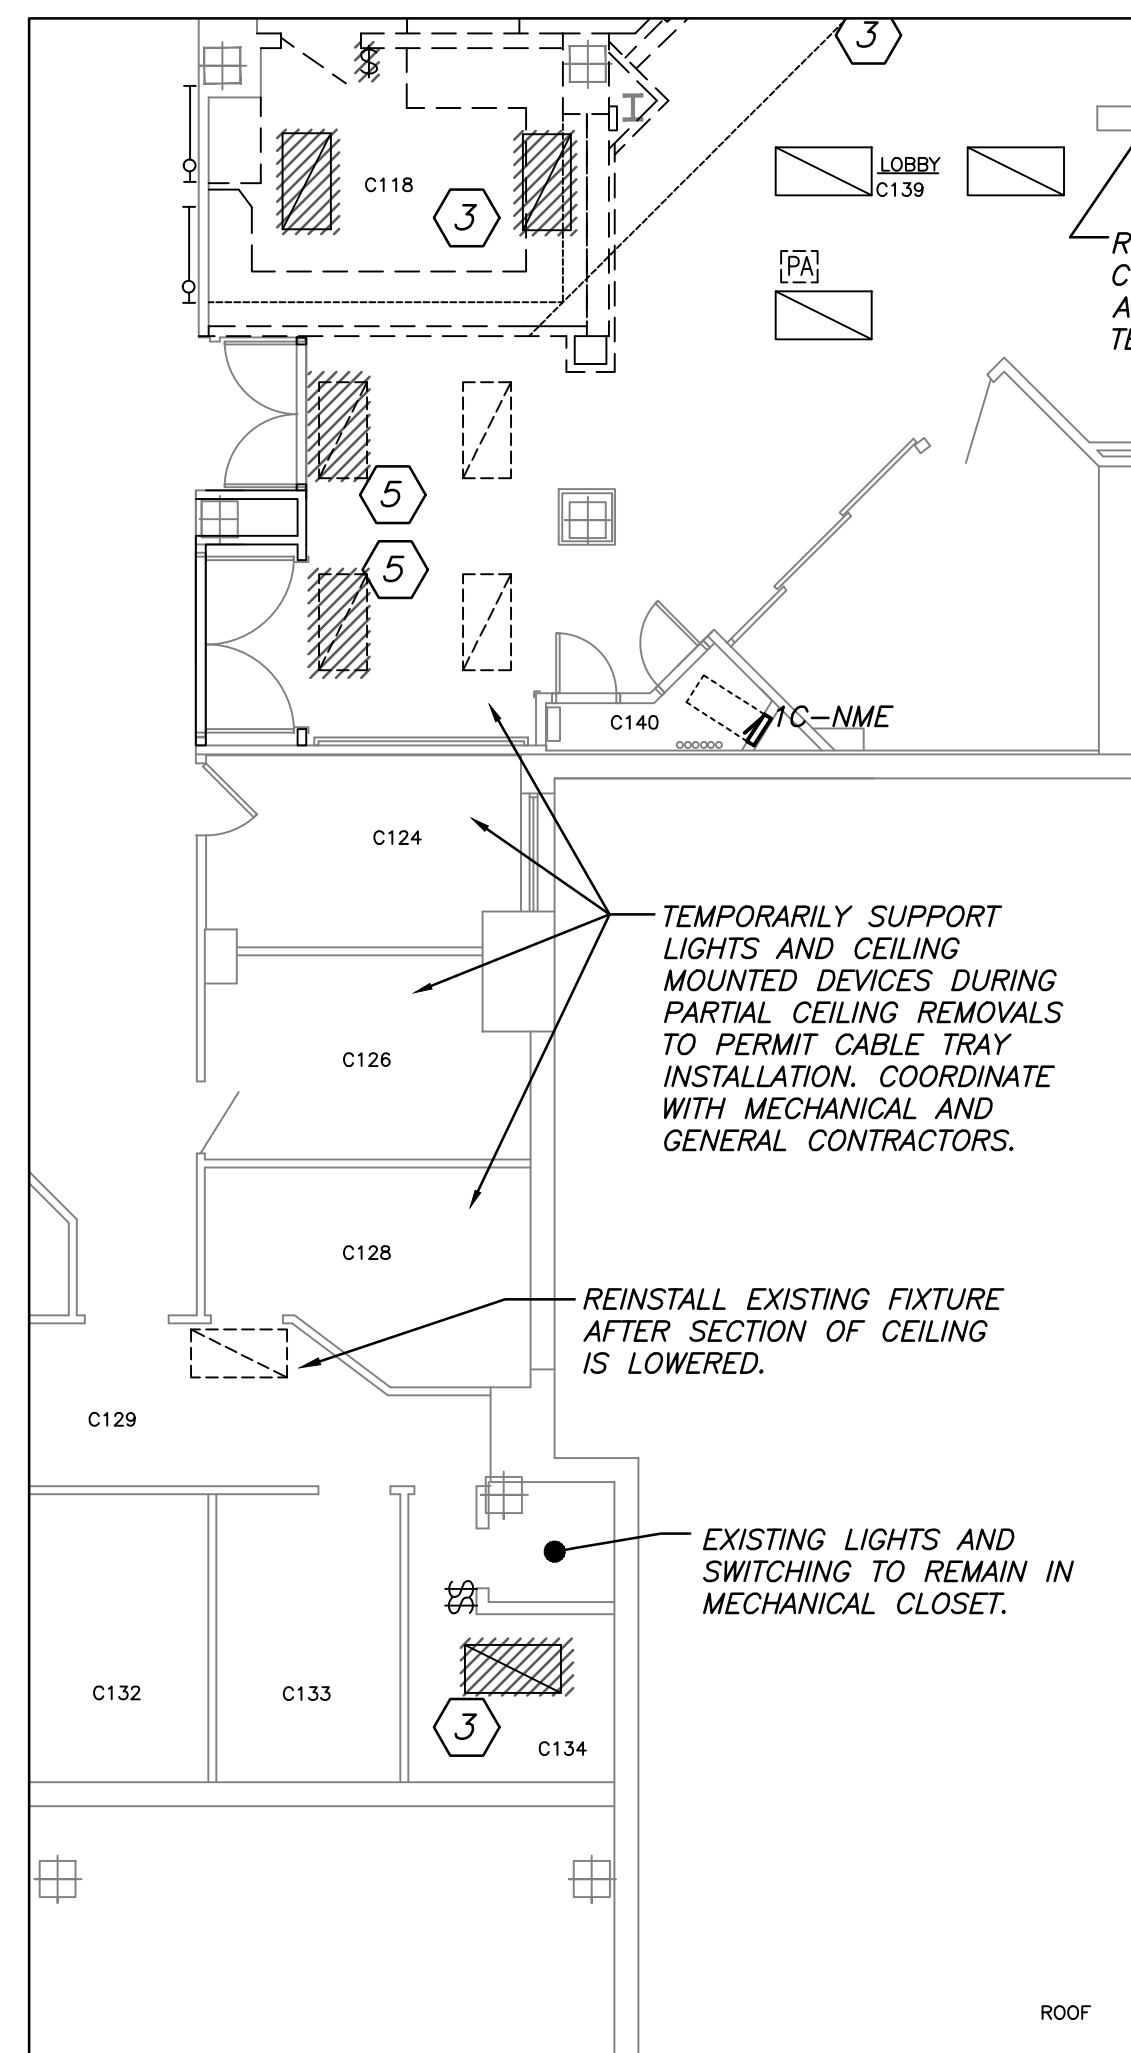 3
$
LOBBY
C118
C139
3
R
C
A
PA
5
5
C140
1C-NME
C124
TEMPORARILY SUPPORT
LIGHTS AND CEILING
MOUNTED DEVICES DURING
PARTIAL CEILING REMOVALS
TO PERMIT CABLE TRAY
INSTALLATION. COORDINATE
WITH MECHANICAL AND
GENERAL CONTRACTORS.
C126
C128
REINSTALL EXISTING FIXTURE
AFTER SECTION OF CEILING
IS LOWERED.
C129
EXISTING LIGHTS AND
SWITCHING TO REMAIN IN
MECHANICAL CLOSET.
$$
C132
C133
3
C134
ROOF